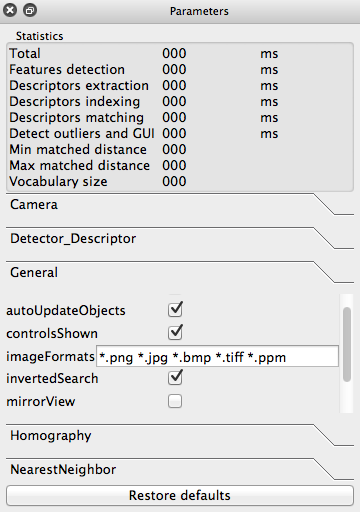 Parameters
Statistics
Total 000 ms
Features detection 000 ms
Descriptors extraction 000 ms
Descriptors indexing 000 ms
Descriptors matching 000 ms
Detect outliers and GUI 000 ms
Min matched distance 000
Max matched distance 000
Vocabulary size 000
Camera
Detector_Descriptor
General
autoUpdateObjects
controlsShown
imageFormats *.png *.jpg *.bmp *.tiff *.ppm
invertedSearch
mirrorView
Homography
NearestNeighbor
Restore defaults